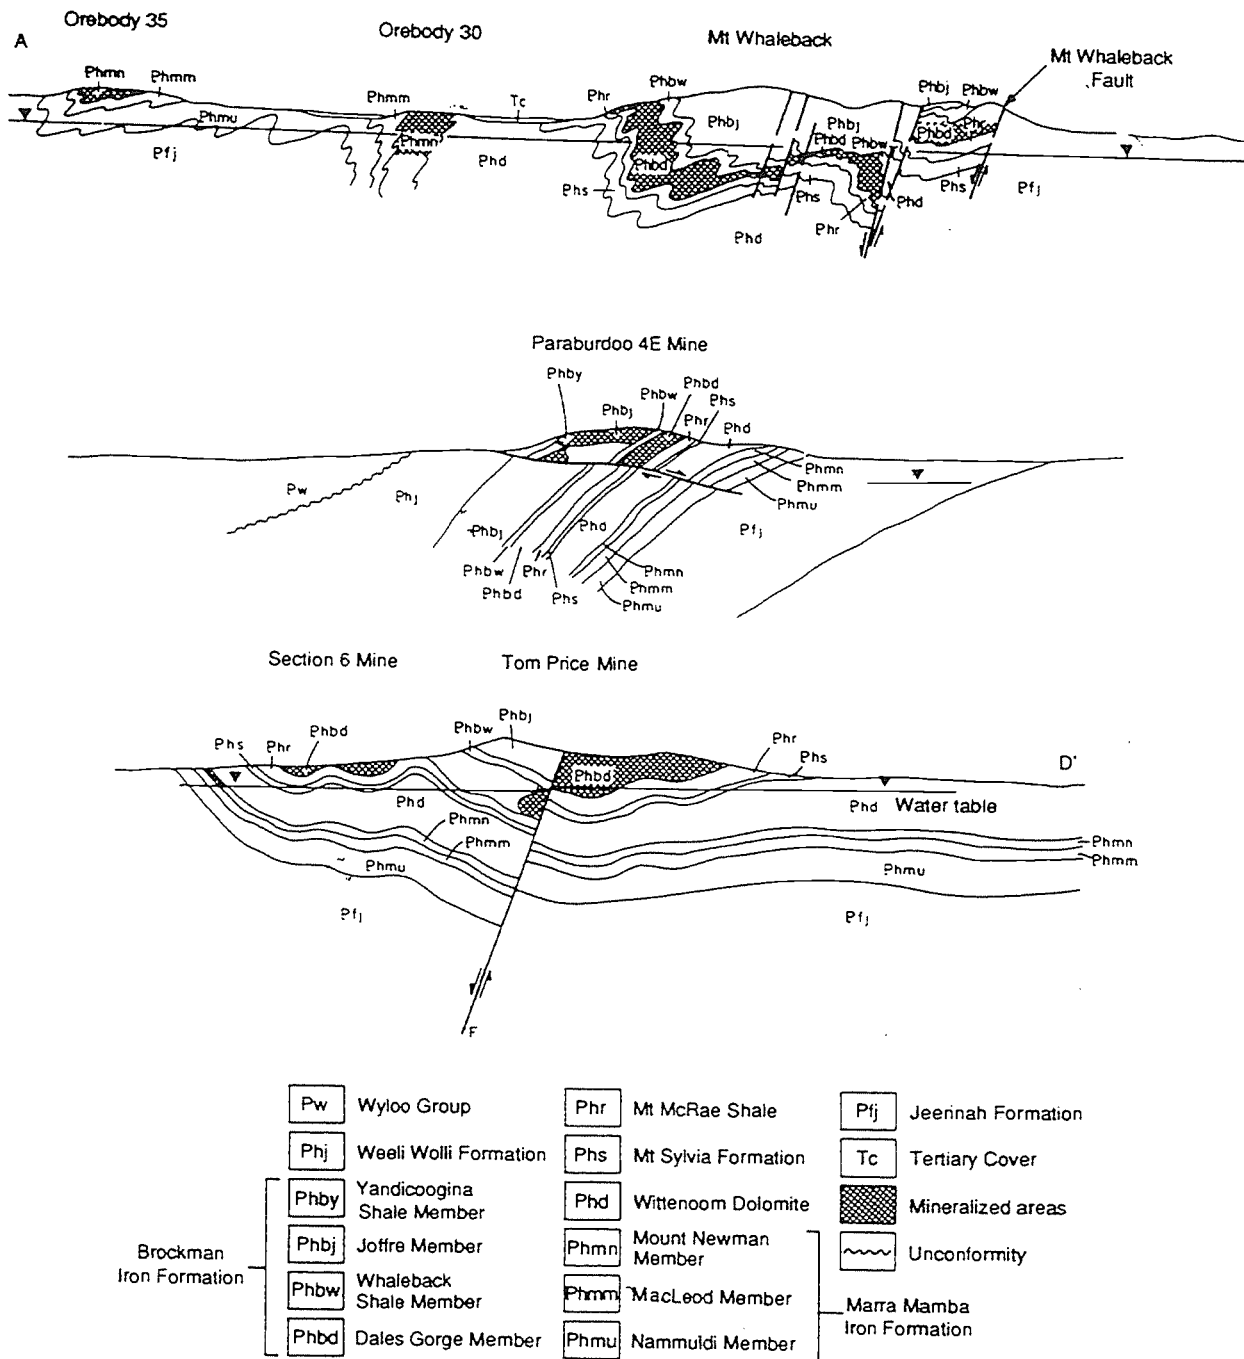 Orebody 35
Orebody 30
Mt Whaleback
A
Mt Whaleback
Fault
Phmn
Phmm
Phmu
Pfj
Phmm
Phmn
Tc
Phd
Phr
Phbw
Phbj
Phbd
Phs
Phd
Phbj
Phbd
Phbw
Phs
Phr
Phd
Phbj
Phbw
Phr
Phbd
Phs
Pfj
Paraburdoo 4E Mine
Phby
Phbj
Phbw
Phbd
Phr
Phs
Phd
Phmn
Phmm
Phmu
Pw
Phj
Phbj
Phd
Pfj
Phbw
Phbd
Phr
Phs
Phmn
Phmm
Phmu
Section 6 Mine
Tom Price Mine
Phs
Phr
Phbd
Phbw
Phbj
Phbd
Phr
Phs
D'
Phd
Phd
Water table
Phmn
Phmm
Phmu
Phmu
Phmn
Phmm
Pfj
Pfj
F
Pw Wyloo Group
Phj Weeli Wolli Formation
Phby Yandicoogina
Shale Member
Phbj Joffre Member
Phbw Whaleback
Shale Member
Phbd Dales Gorge Member
Brockman
Iron Formation
Phr Mt McRae Shale
Phs Mt Sylvia Formation
Phd Wittenoom Dolomite
Phmn Mount Newman
Member
Phmm MacLeod Member
Phmu Nammuldi Member
Marra Mamba
Iron Formation
Pfj Jeerinah Formation
Tc Tertiary Cover
Mineralized areas
Unconformity